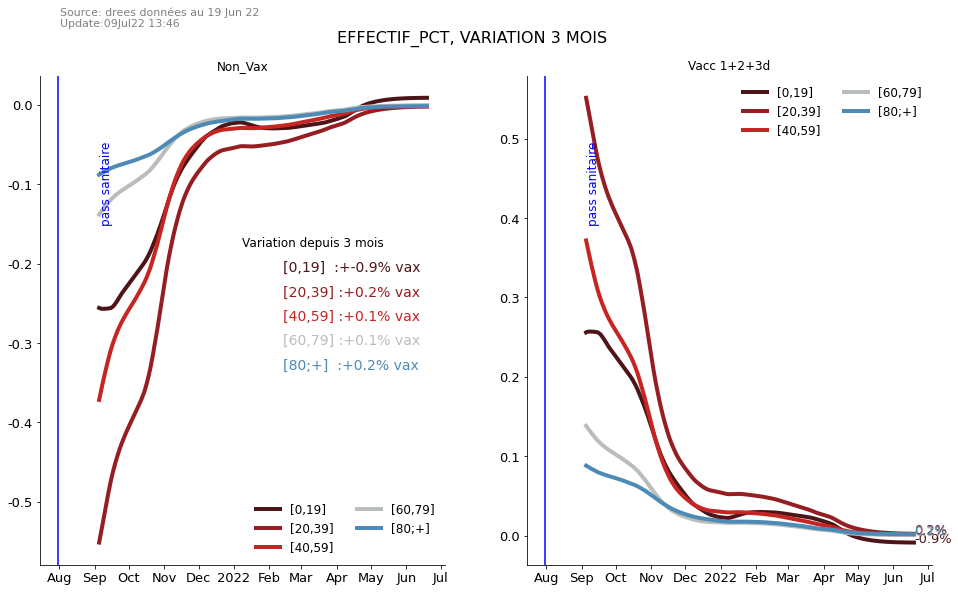 Source: drees données au 19 Jun 22
Update:09Jul22 13:46
EFFECTIF_PCT, VARIATION 3 MOIS
Non_Vax
0.0
-0.1
-0.2
-0.3
-0.4
-0.5
pass sanitaire
Variation depuis 3 mois
[0,19]  :+-0.9% vax
[20,39] :+0.2% vax
[40,59] :+0.1% vax
[60,79] :+0.1% vax
[80;+]  :+0.2% vax
[0,19] [60,79]
[20,39] [80;+]
[40,59]
Aug Sep Oct Nov Dec 2022 Feb Mar Apr May Jun Jul
Vacc 1+2+3d
[0,19] [60,79]
[20,39] [80;+]
[40,59]
0.5
0.4
0.3
0.2
0.1
0.0
pass sanitaire
0.2%
-0.9%
Aug Sep Oct Nov Dec 2022 Feb Mar Apr May Jun Jul